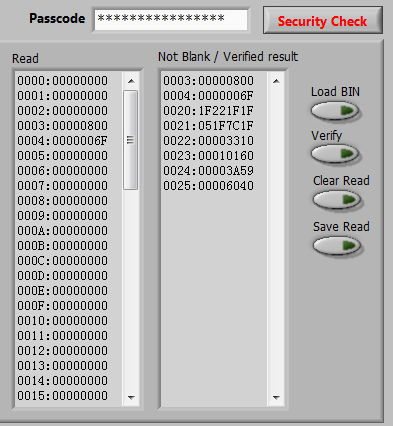 Passcode
****************
Security Check
Read
0000:00000000
0001:00000000
0002:00000000
0003:00000800
0004:0000006F
0005:00000000
0006:00000000
0007:00000000
0008:00000000
0009:00000000
000A:00000000
000B:00000000
000C:00000000
000D:00000000
000E:00000000
000F:00000000
0010:00000000
0011:00000000
0012:00000000
0013:00000000
0014:00000000
0015:00000000
Not Blank / Verified result
0003:00000800
0004:0000006F
0020:1F221F1F
0021:051F7C1F
0022:00003310
0023:00010160
0024:00003A59
0025:00006040
Load BIN
Verify
Clear Read
Save Read